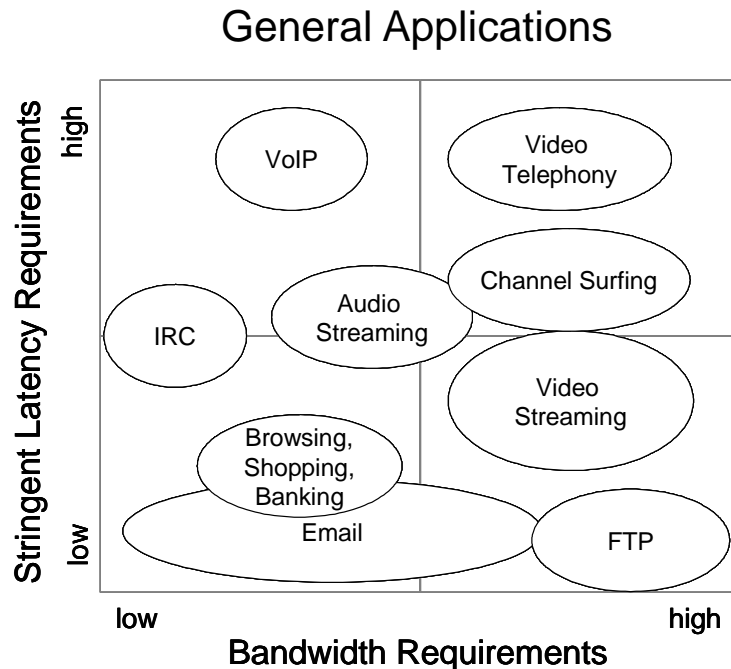 General Applications
Stringent Latency Requirements
high
low
VoIP
Video
Telephony
Channel Surfing
Audio
Streaming
IRC
Video
Streaming
Browsing,
Shopping,
Banking
Email
FTP
low
high
Bandwidth Requirements